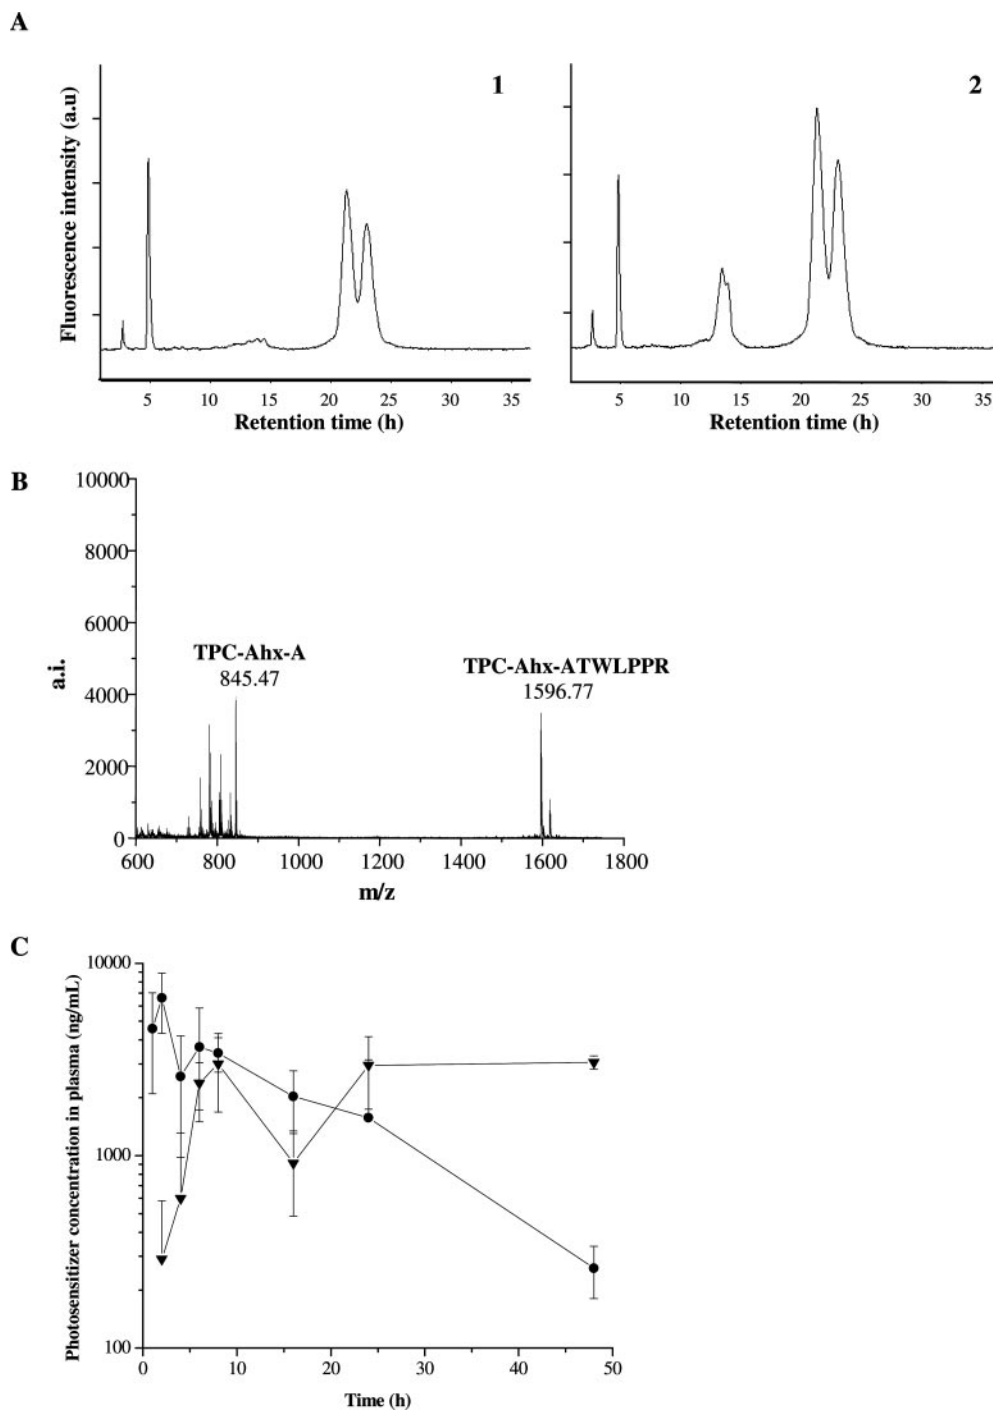 A
1
2
Fluorescence intensity (a.u)
5 10 15 20 25 30 35
5 10 15 20 25 30 35
Retention time (h)
Retention time (h)
B
10000
8000
6000
4000
2000
0
a.i.
TPC-Ahx-A
845.47
TPC-Ahx-ATWLPPR
1596.77
600 800 1000 1200 1400 1600 1800
m/z
C
Photosensitizer concentration in plasma (ng/mL)
10000
1000
100
0 10 20 30 40 50
Time (h)